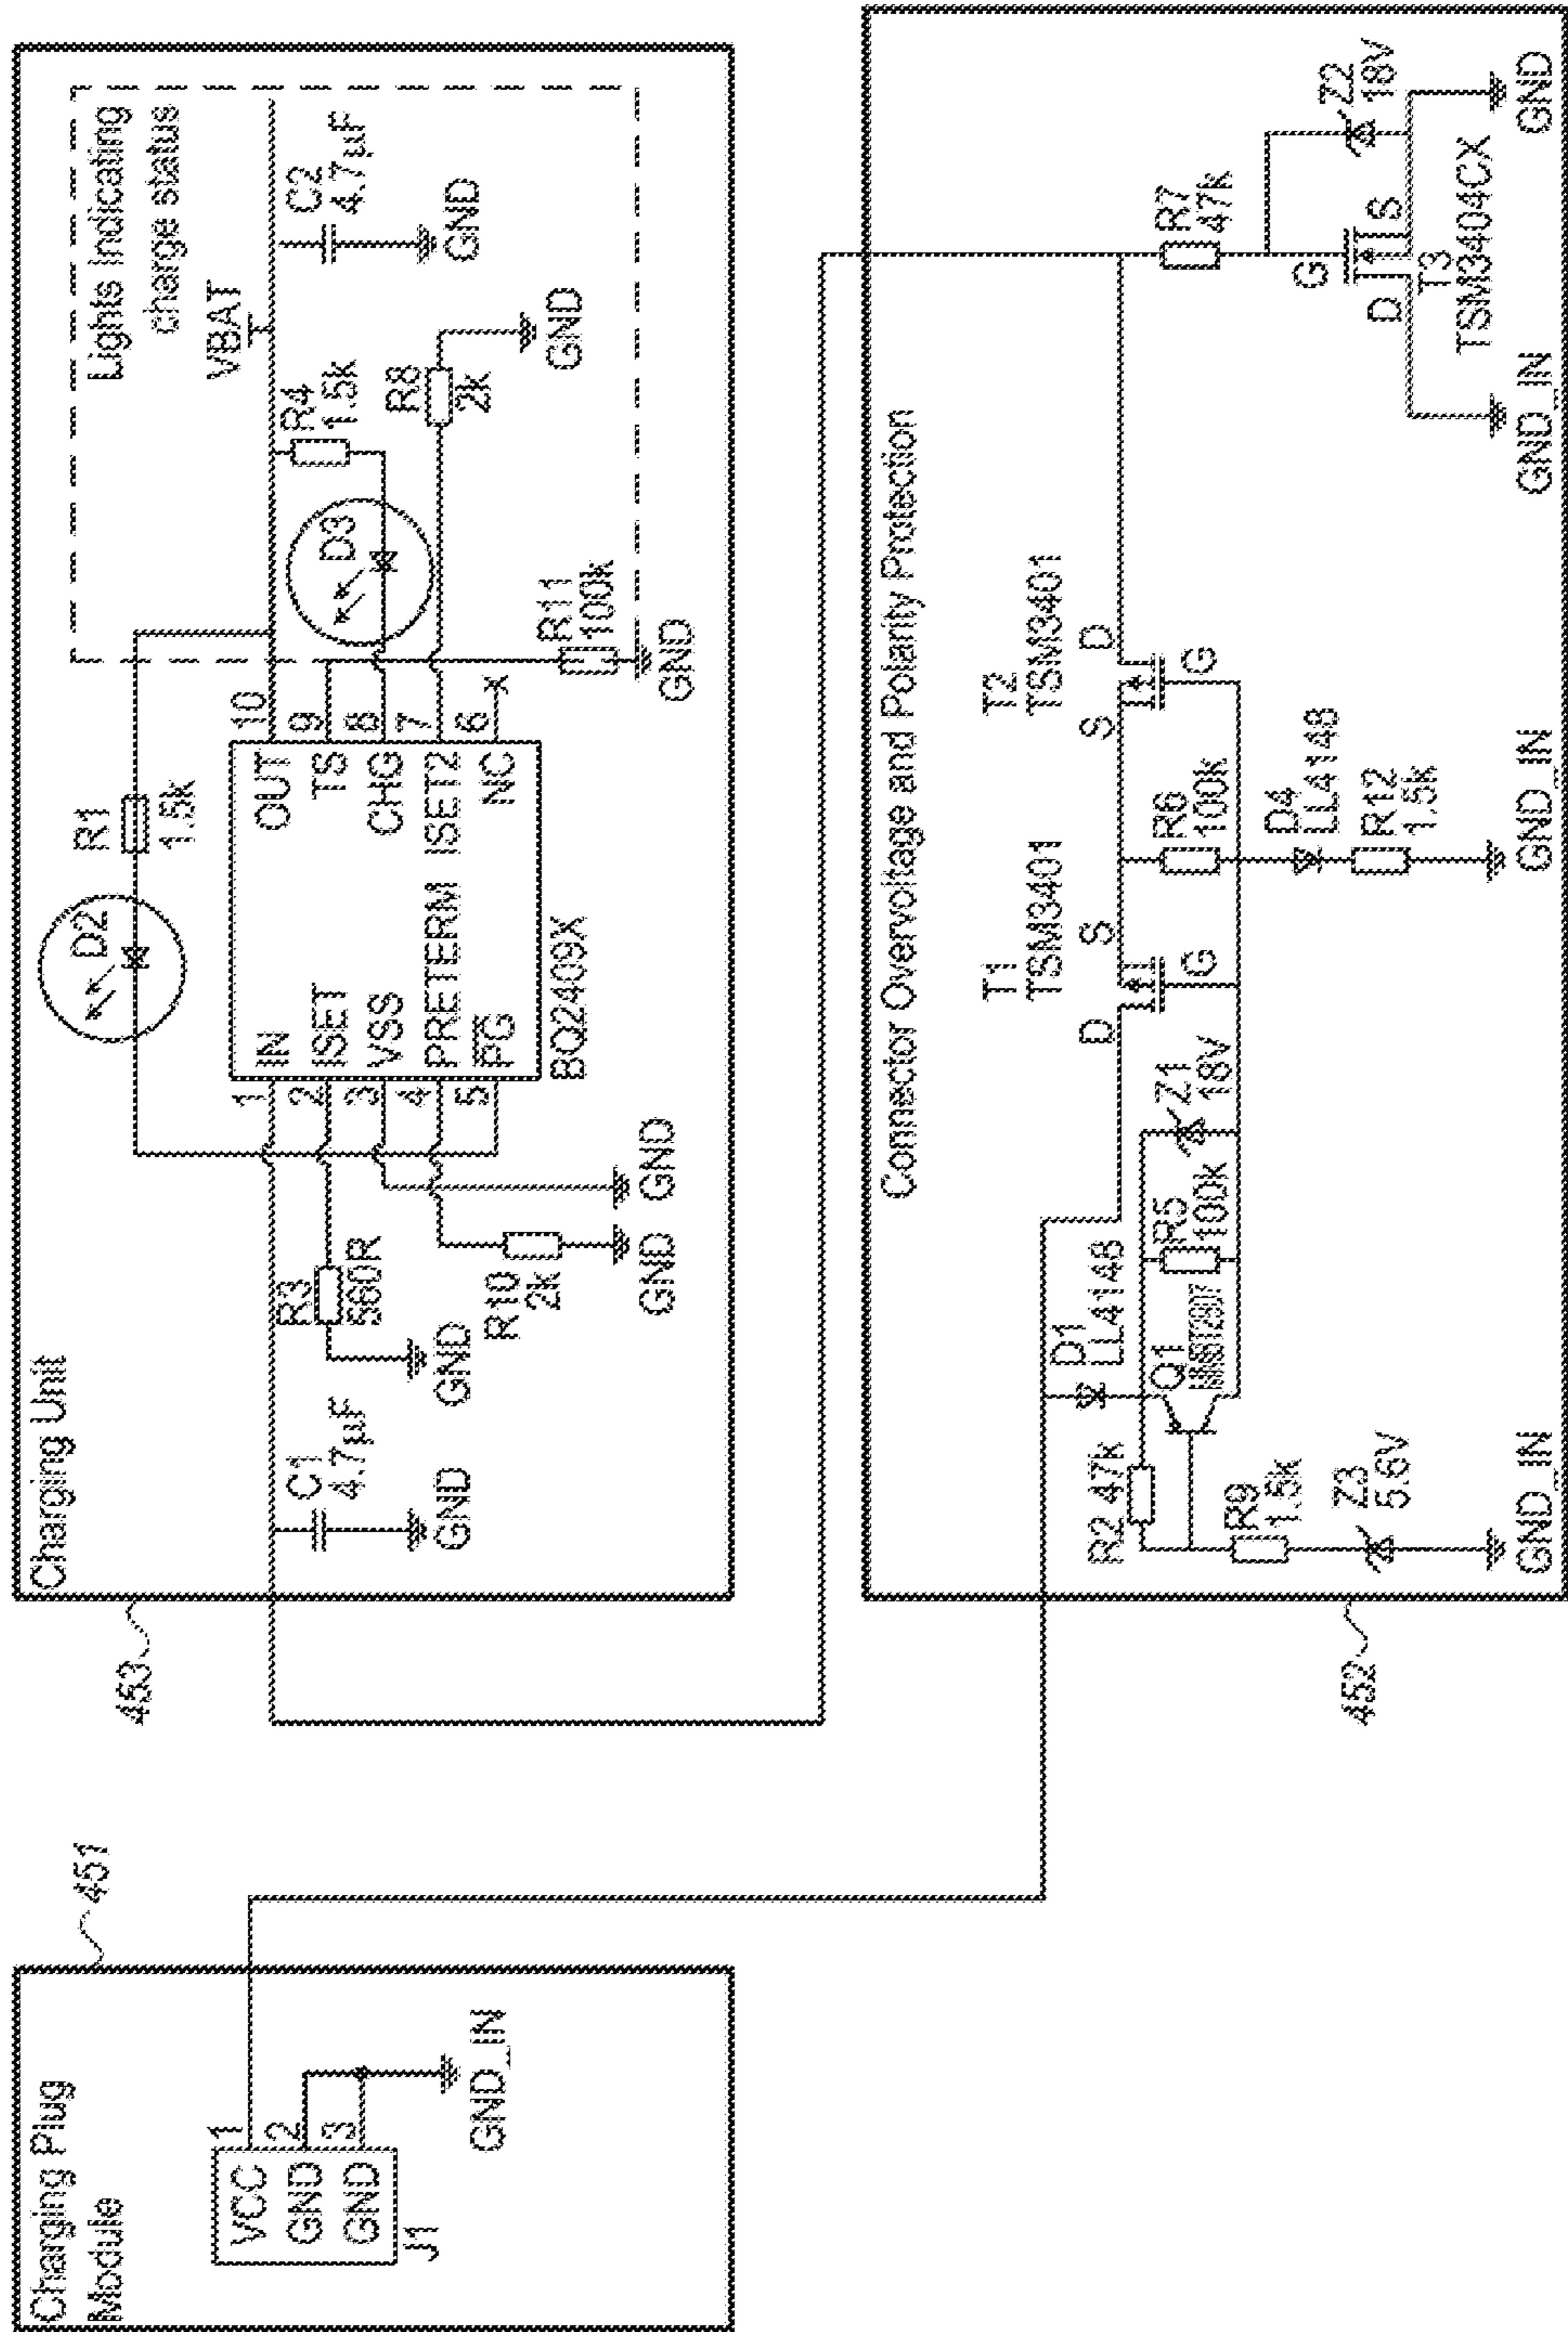 Charging Plug
Module
451
VCC
GND
GND
1
2
3
J1
GND_IN
453
Charging Unit
C1
4.7µF
GND
R3
560R
GND
R10
2k
GND
GND
D2
R1
1.5k
1
2
3
4
5
IN
ISET
VSS
PRETERM
PG
OUT
TS
CHG
ISET2
NC
10
9
8
7
6
x
BQ2409X
Lights Indicating
charge status
VBAT
D3
R4
1.5k
C2
4.7µF
GND
R8
2k
GND
R11
100k
GND
452
Connector Overvoltage and Polarity Protection
R2 47k
R9
1.5k
Z3
5.6V
GND_IN
D1
LL4148
Q1
R5
100k
Z1
18V
T1
TSM3401
D
S
G
T2
TSM3401
S
D
G
R6
100k
D4
LL4148
R12
1.5k
GND_IN
R7
47k
G
D
S
T3
TSM3404CX
Z2
18V
GND_IN
GND